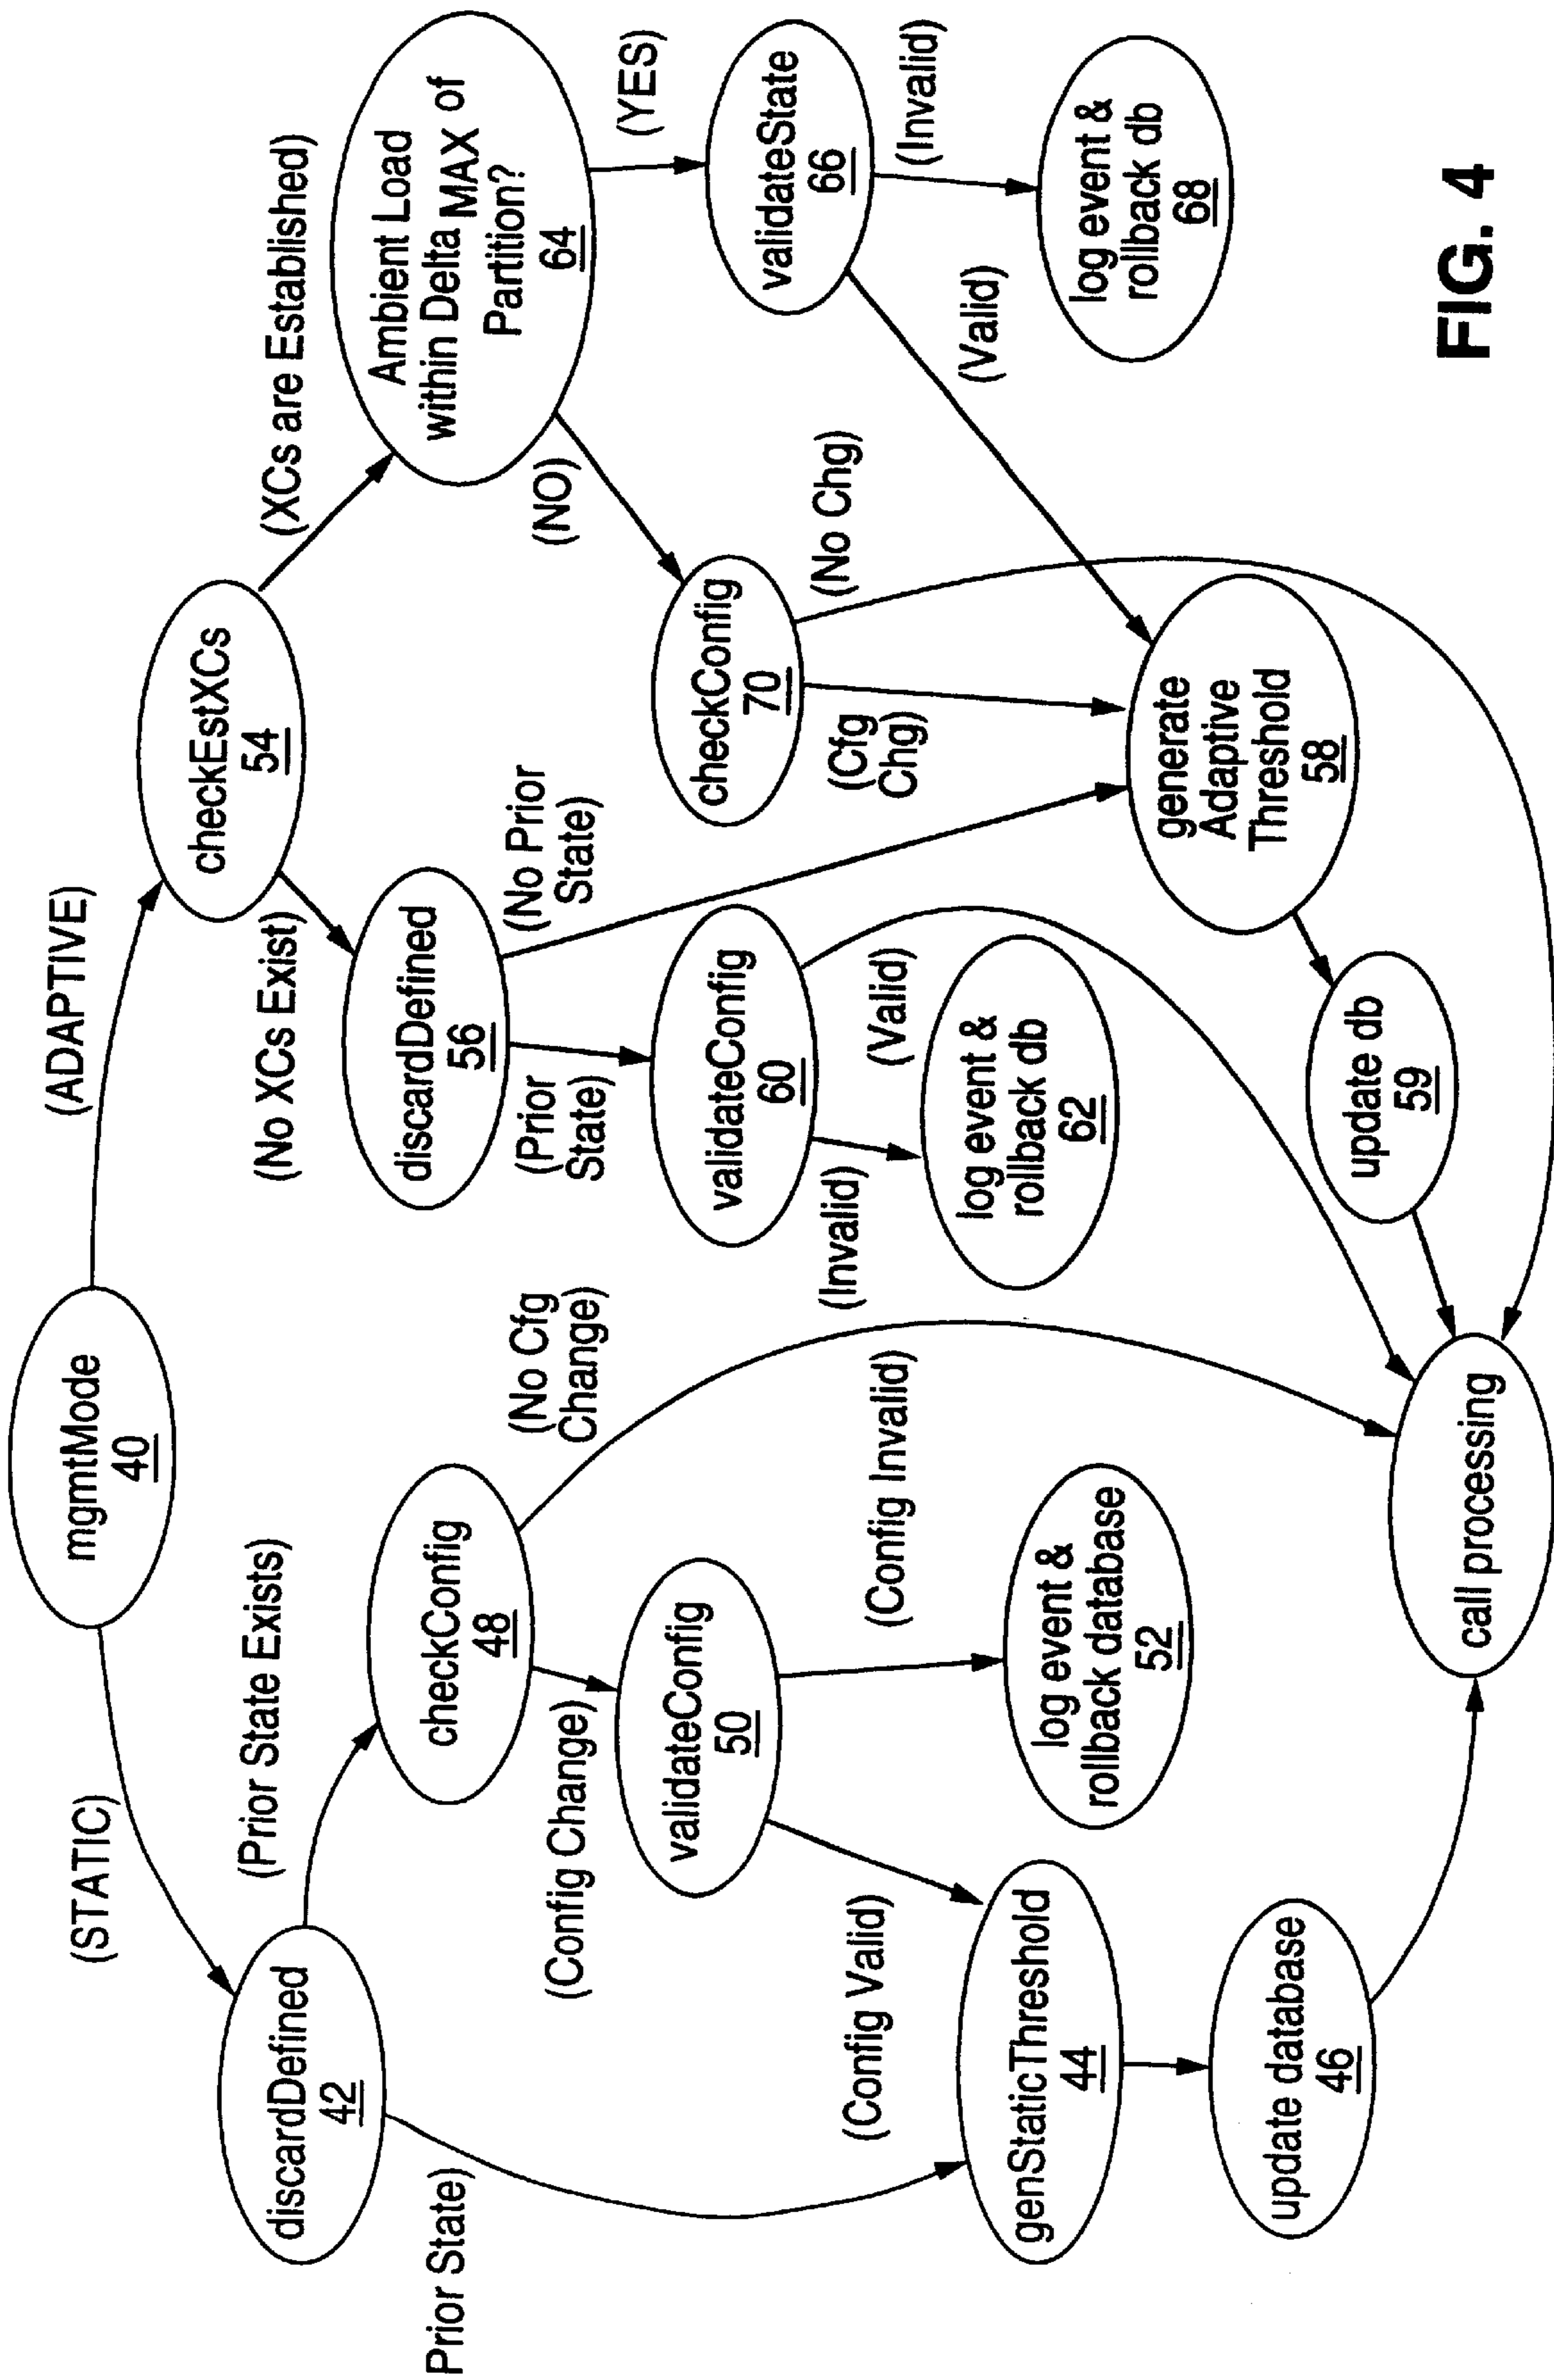 mgmtMode
40
(STATIC)
(ADAPTIVE)
discardDefined
42
(Prior State Exists)
Prior State)
checkConfig
48
(No Cfg
Change)
(Config Change)
validateConfig
50
(Config Invalid)
log event &
rollback database
52
(Config Valid)
genStaticThreshold
44
update database
46
call processing
checkEstXCs
54
(No XCs Exist)
(XCs are Established)
discardDefined
56
(No Prior
State)
(Prior
State)
validateConfig
60
(Valid)
(Invalid)
log event &
rollback db
62
Ambient Load
within Delta MAX of
Partition?
64
(YES)
(NO)
validateState
66
(Invalid)
log event &
rollback db
68
(Valid)
checkConfig
70
(No Chg)
(Cfg
Chg)
generate
Adaptive
Threshold
58
update db
59
FIG. 4